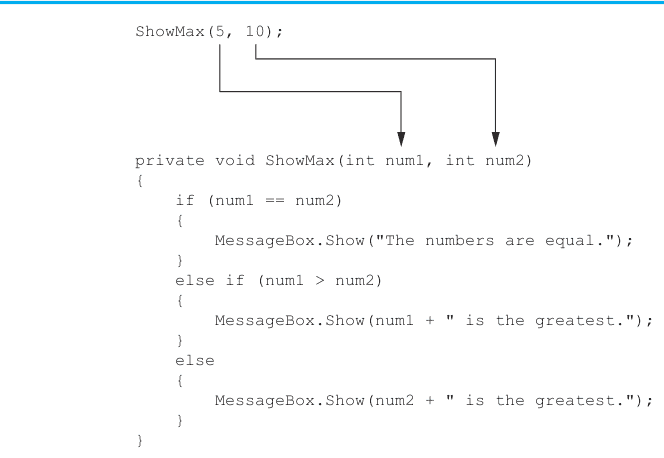 ShowMax(5, 10);
private void ShowMax(int num1, int num2)
{
    if (num1 == num2)
    {
        MessageBox.Show("The numbers are equal.");
    }
    else if (num1 > num2)
    {
        MessageBox.Show(num1 + " is the greatest.");
    }
    else
    {
        MessageBox.Show(num2 + " is the greatest.");
    }
}